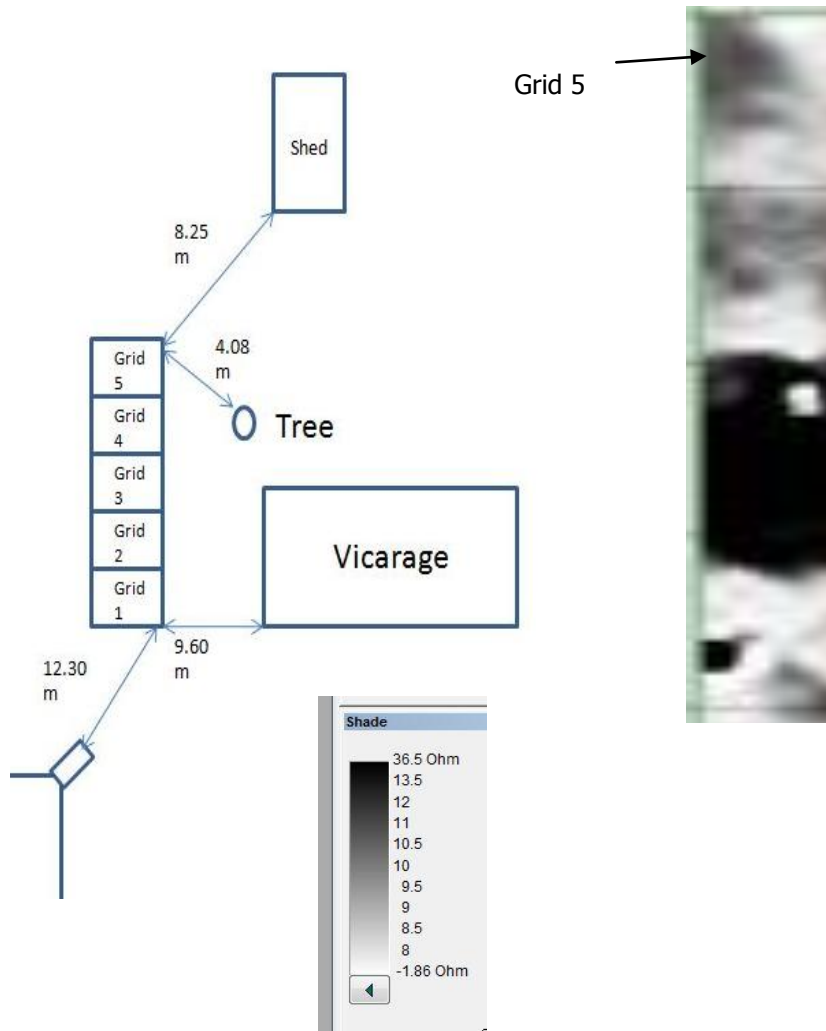 Grid 5
Shed
8.25
m
4.08
m
Grid
5
Tree
Grid
4
Grid
3
Grid
2
Grid
1
Vicarage
9.60
m
12.30
m
Shade
36.5 Ohm
13.5
12
11
10.5
10
9.5
9
8.5
8
-1.86 Ohm